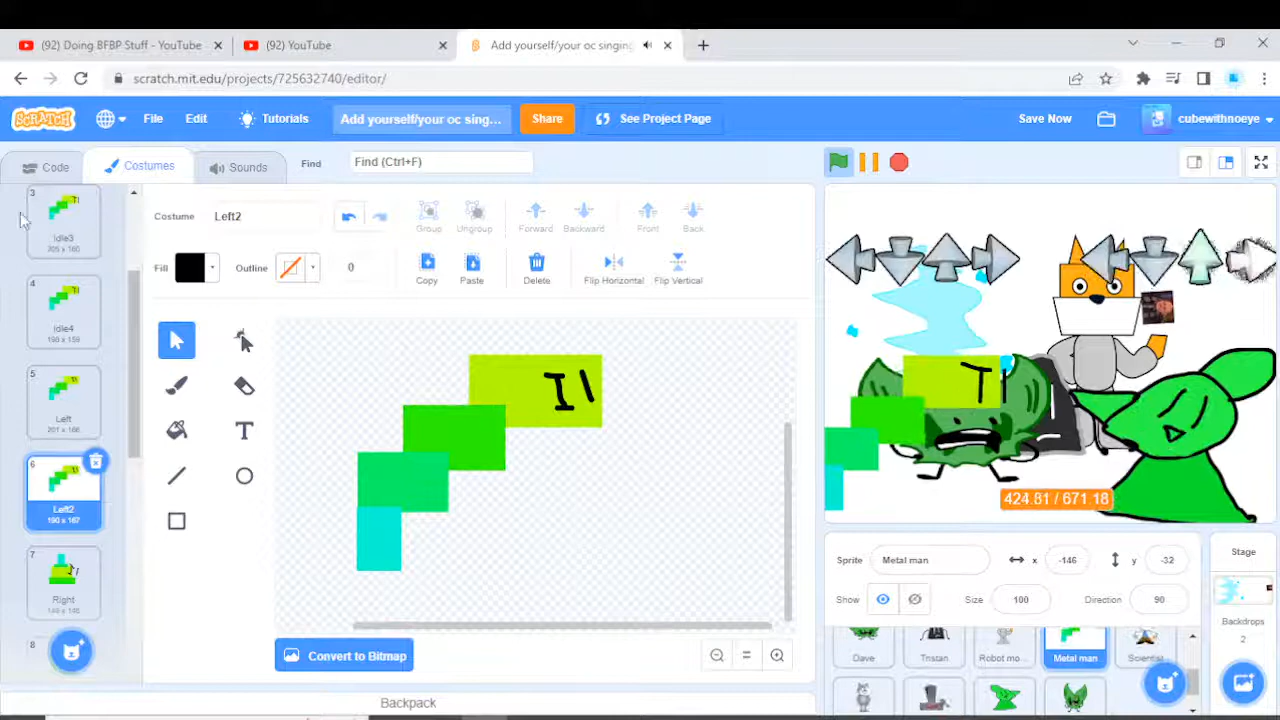 (92) Doing BFBP Stuff - YouTube
(92) YouTube
Add yourself/your oc singing
scratch.mit.edu/projects/725632740/editor/
SCRATCH
File
Edit
Tutorials
Add yourself/your oc sing...
Share
See Project Page
Save Now
cubewithnoeye
Code
Costumes
Sounds
Find
Find (Ctrl+F)
3
Idle3
205 x 160
4
Idle4
198 x 159
5
Left
201 x 166
6
Left2
190 x 167
7
Right
149 x 146
8
Costume
Left2
Group
Ungroup
Forward
Backward
Front
Back
Fill
Outline
0
Copy
Paste
Delete
Flip Horizontal
Flip Vertical
T
Convert to Bitmap
Backpack
424.81 / 671.18
Sprite
Metal man
x
-146
y
-32
Show
Size
100
Direction
90
Stage
Backdrops
2
Dave
Tristan
Robot mo...
Metal man
Scientist